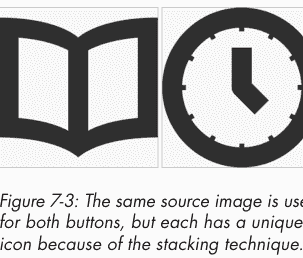 Figure 7-3: The same source image is use
for both buttons, but each has a unique
icon because of the stacking technique.